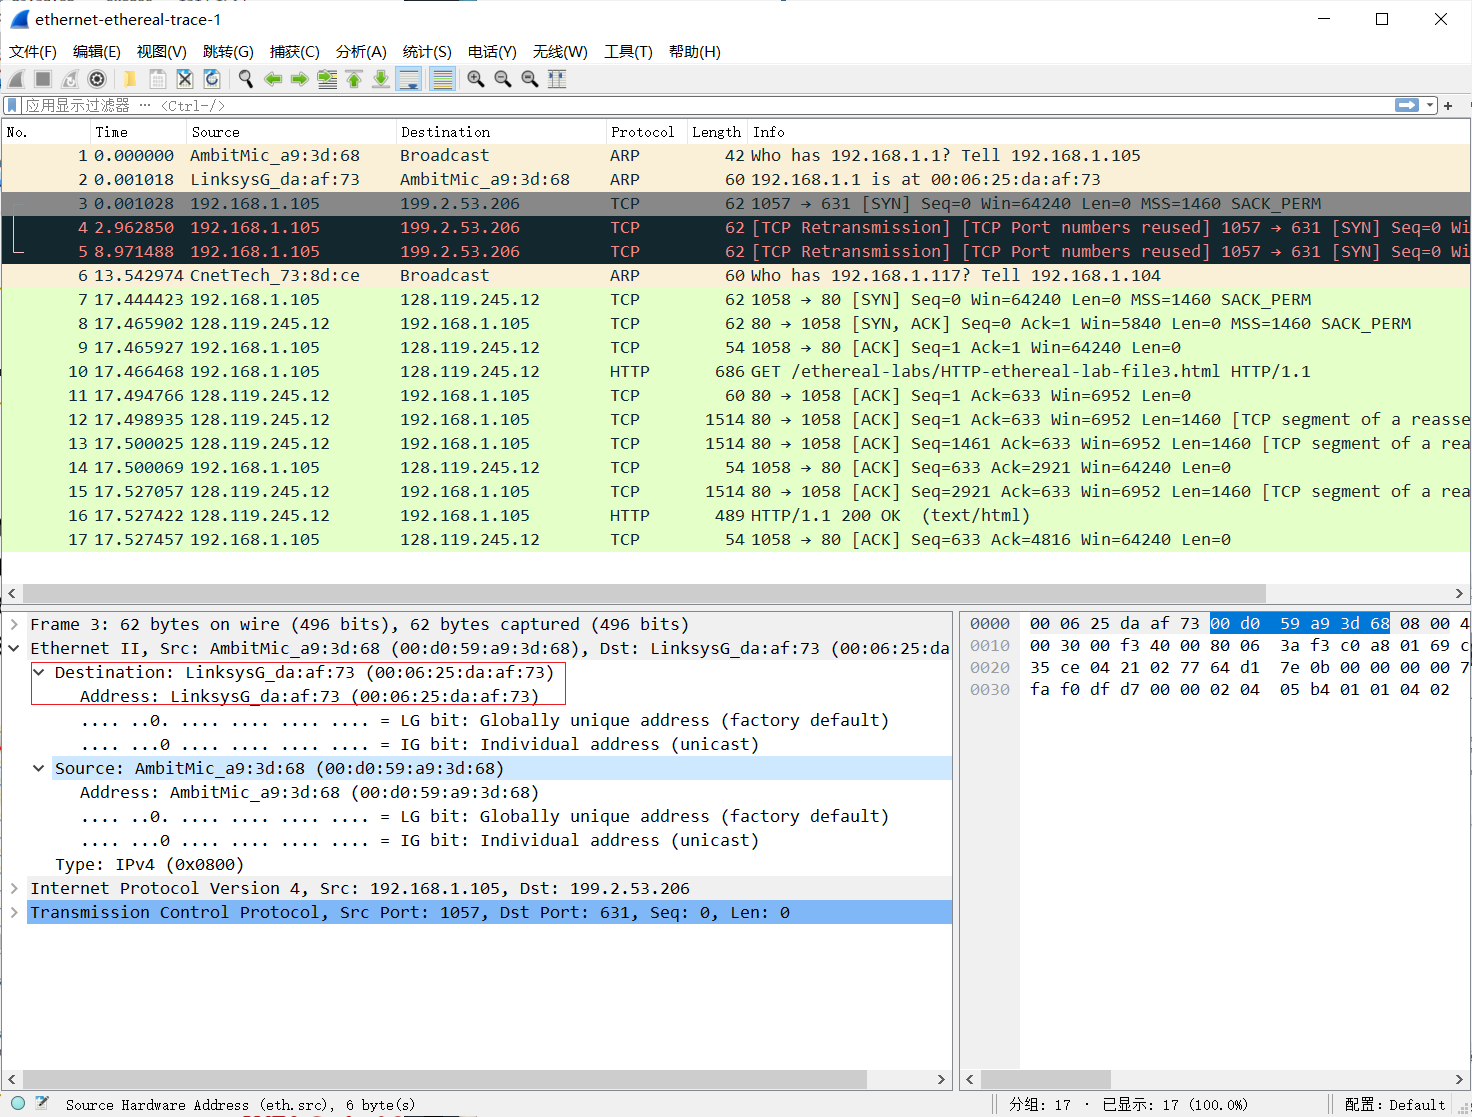 ethernet-ethereal-trace-1
文件(F) 编辑(E) 视图(V) 跳转(G) 捕获(C) 分析(A) 统计(S) 电话(Y) 无线(W) 工具(T) 帮助(H)
应用显示过滤器 … <Ctrl-/>
No. Time Source Destination Protocol Length Info
1 0.000000 AmbitMic_a9:3d:68 Broadcast ARP 42 Who has 192.168.1.1? Tell 192.168.1.105
2 0.001018 LinksysG_da:af:73 AmbitMic_a9:3d:68 ARP 60 192.168.1.1 is at 00:06:25:da:af:73
3 0.001028 192.168.1.105 199.2.53.206 TCP 62 1057 → 631 [SYN] Seq=0 Win=64240 Len=0 MSS=1460 SACK_PERM
4 2.962850 192.168.1.105 199.2.53.206 TCP 62 [TCP Retransmission] [TCP Port numbers reused] 1057 → 631 [SYN] Seq=0 Wi
5 8.971488 192.168.1.105 199.2.53.206 TCP 62 [TCP Retransmission] [TCP Port numbers reused] 1057 → 631 [SYN] Seq=0 Wi
6 13.542974 CnetTech_73:8d:ce Broadcast ARP 60 Who has 192.168.1.117? Tell 192.168.1.104
7 17.444423 192.168.1.105 128.119.245.12 TCP 62 1058 → 80 [SYN] Seq=0 Win=64240 Len=0 MSS=1460 SACK_PERM
8 17.465902 128.119.245.12 192.168.1.105 TCP 62 80 → 1058 [SYN, ACK] Seq=0 Ack=1 Win=5840 Len=0 MSS=1460 SACK_PERM
9 17.465927 192.168.1.105 128.119.245.12 TCP 54 1058 → 80 [ACK] Seq=1 Ack=1 Win=64240 Len=0
10 17.466468 192.168.1.105 128.119.245.12 HTTP 686 GET /ethereal-labs/HTTP-ethereal-lab-file3.html HTTP/1.1
11 17.494766 128.119.245.12 192.168.1.105 TCP 60 80 → 1058 [ACK] Seq=1 Ack=633 Win=6952 Len=0
12 17.498935 128.119.245.12 192.168.1.105 TCP 1514 80 → 1058 [ACK] Seq=1 Ack=633 Win=6952 Len=1460 [TCP segment of a reasse
13 17.500025 128.119.245.12 192.168.1.105 TCP 1514 80 → 1058 [ACK] Seq=1461 Ack=633 Win=6952 Len=1460 [TCP segment of a rea
14 17.500069 192.168.1.105 128.119.245.12 TCP 54 1058 → 80 [ACK] Seq=633 Ack=2921 Win=64240 Len=0
15 17.527057 128.119.245.12 192.168.1.105 TCP 1514 80 → 1058 [ACK] Seq=2921 Ack=633 Win=6952 Len=1460 [TCP segment of a rea
16 17.527422 128.119.245.12 192.168.1.105 HTTP 489 HTTP/1.1 200 OK (text/html)
17 17.527457 192.168.1.105 128.119.245.12 TCP 54 1058 → 80 [ACK] Seq=633 Ack=4816 Win=64240 Len=0
Frame 3: 62 bytes on wire (496 bits), 62 bytes captured (496 bits)
Ethernet II, Src: AmbitMic_a9:3d:68 (00:d0:59:a9:3d:68), Dst: LinksysG_da:af:73 (00:06:25:da
Destination: LinksysG_da:af:73 (00:06:25:da:af:73)
Address: LinksysG_da:af:73 (00:06:25:da:af:73)
.... ..0. .... .... .... .... = LG bit: Globally unique address (factory default)
.... ...0 .... .... .... .... = IG bit: Individual address (unicast)
Source: AmbitMic_a9:3d:68 (00:d0:59:a9:3d:68)
Address: AmbitMic_a9:3d:68 (00:d0:59:a9:3d:68)
.... ..0. .... .... .... .... = LG bit: Globally unique address (factory default)
.... ...0 .... .... .... .... = IG bit: Individual address (unicast)
Type: IPv4 (0x0800)
Internet Protocol Version 4, Src: 192.168.1.105, Dst: 199.2.53.206
Transmission Control Protocol, Src Port: 1057, Dst Port: 631, Seq: 0, Len: 0
0000 00 06 25 da af 73 00 d0 59 a9 3d 68 08 00 4
0010 00 30 00 f3 40 00 80 06 3a f3 c0 a8 01 69 c
0020 35 ce 04 21 02 77 64 d1 7e 0b 00 00 00 00 7
0030 fa f0 df d7 00 00 02 04 05 b4 01 01 04 02
Source Hardware Address (eth.src), 6 byte(s)
分组: 17 · 已显示: 17 (100.0%)
配置: Default